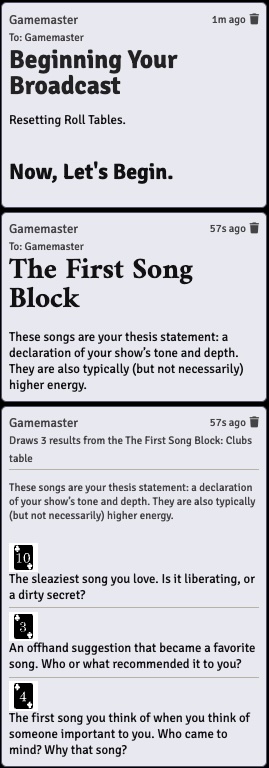 Gamemaster 1m ago
To: Gamemaster
Beginning Your
Broadcast
Resetting Roll Tables.
Now, Let's Begin.
Gamemaster 57s ago
To: Gamemaster
The First Song
Block
These songs are your thesis statement: a
declaration of your show's tone and depth.
They are also typically (but not necessarily)
higher energy.
Gamemaster 57s ago
Draws 3 results from the The First Song Block: Clubs
table
These songs are your thesis statement: a declaration
of your show's tone and depth. They are also typically
(but not necessarily) higher energy.
10
The sleaziest song you love. Is it liberating, or
a dirty secret?
3
An offhand suggestion that became a favorite
song. Who or what recommended it to you?
4
The first song you think of when you think of
someone important to you. Who came to
mind? Why that song?